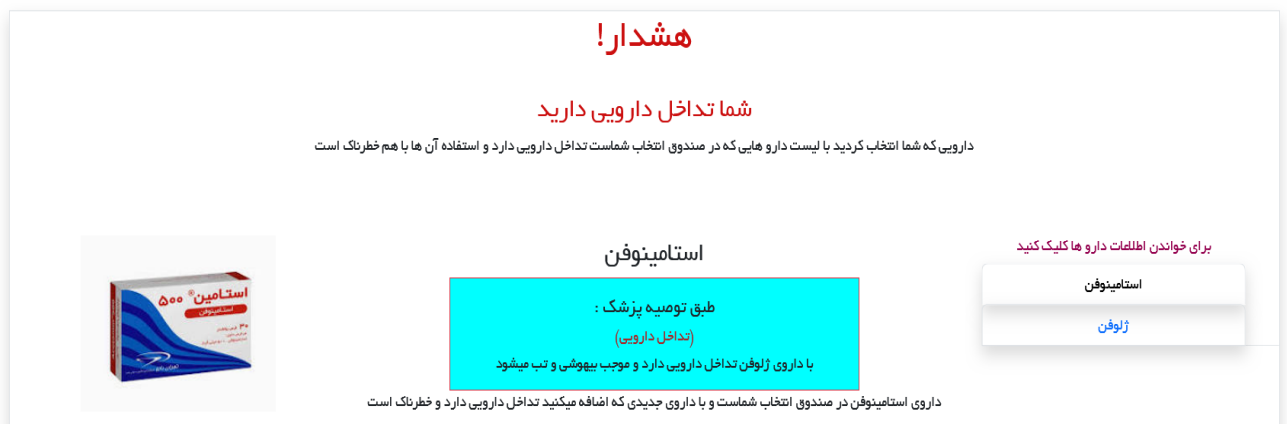 هشدار!
شما تداخل دارویی دارید
دارویی که شما انتخاب کردید با لیست دارو هایی که در صندوق انتخاب شماست تداخل دارویی دارد و استفاده آن ها با هم خطرناک است
برای خواندن اطلاعات دارو ها کلیک کنید
استامینوفن
ژلوفن
استامینوفن
طبق توصیه پزشک :
(تداخل دارویی)
با داروی ژلوفن تداخل دارویی دارد و موجب بیهوشی و تب میشود
داروی استامینوفن در صندوق انتخاب شماست و با داروی جدیدی که اضافه میکنید تداخل دارویی دارد و خطرناک است
استامین® ۵۰۰
استامینوفن